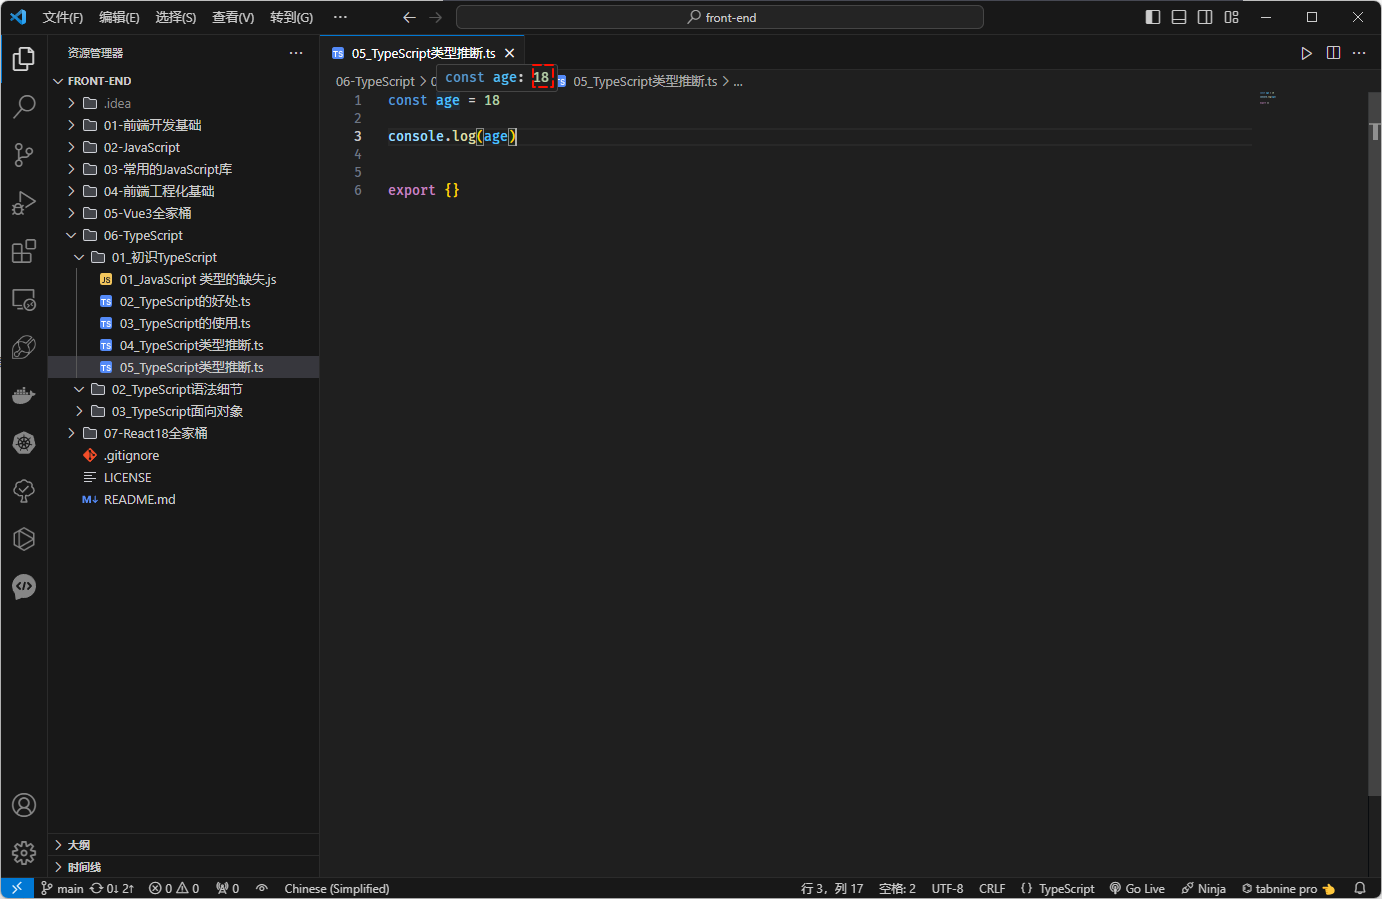 文件(F) 编辑(E) 选择(S) 查看(V) 转到(G) ··· front-end
资源管理器 ···
FRONT-END
.idea
01-前端开发基础
02-JavaScript
03-常用的JavaScript库
04-前端工程化基础
05-Vue3全家桶
06-TypeScript
01_初识TypeScript
JS 01_JavaScript 类型的缺失.js
TS 02_TypeScript的好处.ts
TS 03_TypeScript的使用.ts
TS 04_TypeScript类型推断.ts
TS 05_TypeScript类型推断.ts
02_TypeScript语法细节
03_TypeScript面向对象
07-React18全家桶
.gitignore
LICENSE
M↓ README.md
大纲
时间线
TS 05_TypeScript类型推断.ts
06-TypeScript > 0
const age: 18
TS 05_TypeScript类型推断.ts > ...
1 const age = 18
2
3 console.log(age)
4
5
6 export {}
main 0↓ 2↑ 0 0 0 Chinese (Simplified) 行 3，列 17 空格: 2 UTF-8 CRLF {} TypeScript Go Live Ninja tabnine pro